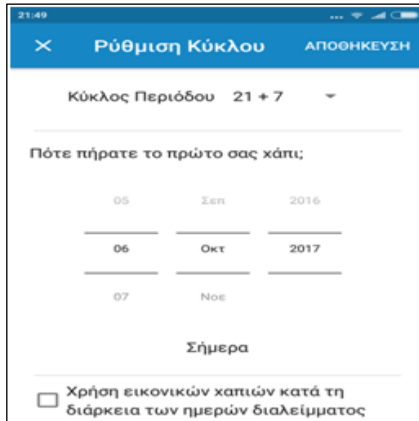 21:49
Ρύθμιση Κύκλου ΑΠΟΘΗΚΕΥΣΗ
Κύκλος Περιόδου 21 + 7
Πότε πήρατε το πρώτο σας χάπι;
05 Σεπ 2016
06 Οκτ 2017
07 Νοε
Σήμερα
Χρήση εικονικών χαπιών κατά τη
διάρκεια των ημερών διαλείμματος